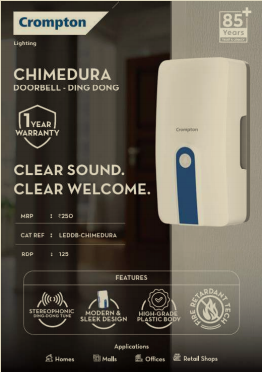 Crompton
85+
Years
Lighting
CHIMEDURA
DOORBELL - DING DONG
1 YEAR
WARRANTY
Crompton
CLEAR SOUND.
CLEAR WELCOME.
MRP : ₹250
CAT REF : LEDDB-CHIMEDURA
RDP : 125
FEATURES
STEREOPHONIC
DING DONG TUNE
MODERN &
SLEEK DESIGN
HIGH-GRADE
PLASTIC BODY
FIRE RETARDANT TECH
Applications
Homes
Malls
Offices
Retail Shops